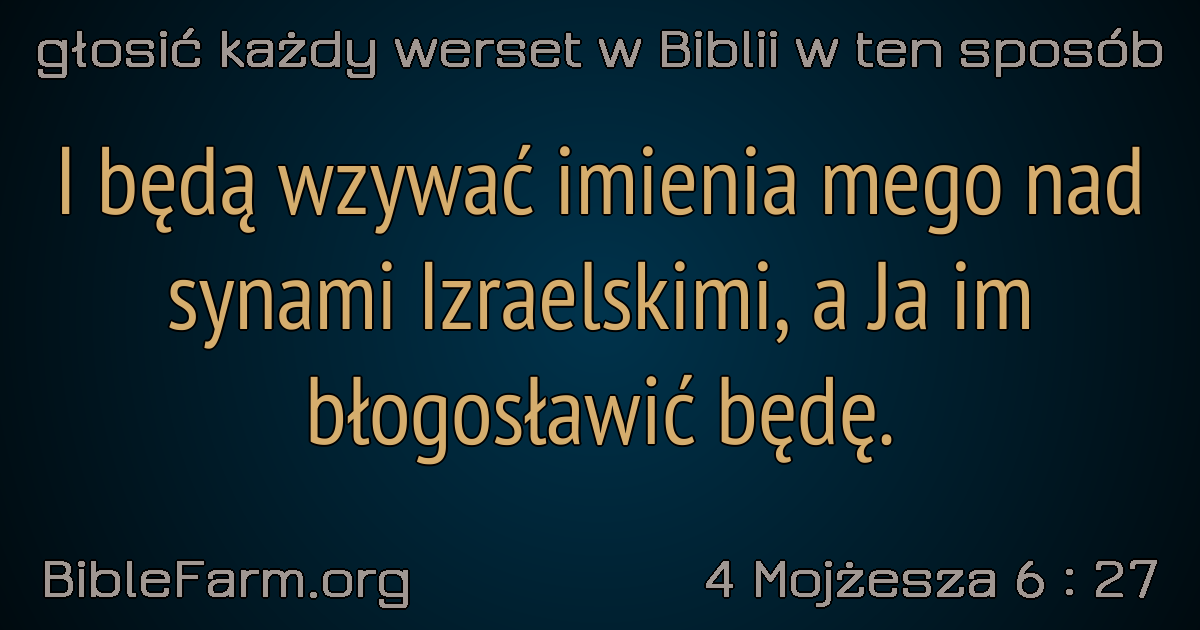 głosić każdy werset w Biblii w ten sposób
I będą wzywać imienia mego nad
synami Izraelskimi, a Ja im
błogosławić będę.
BibleFarm.org
4 Mojżesza 6 : 27